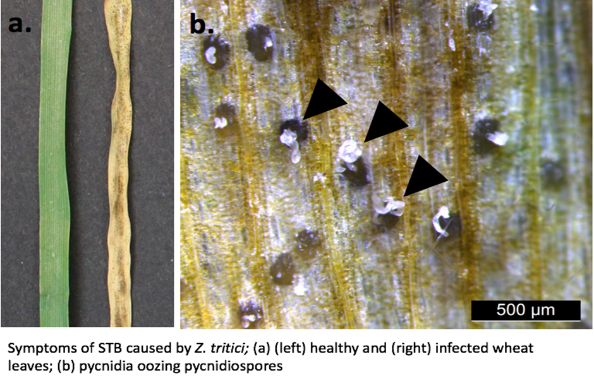 a.
b.
500 µm
Symptoms of STB caused by Z. tritici; (a) (left) healthy and (right) infected wheat
leaves; (b) pycnidia oozing pycnidiospores